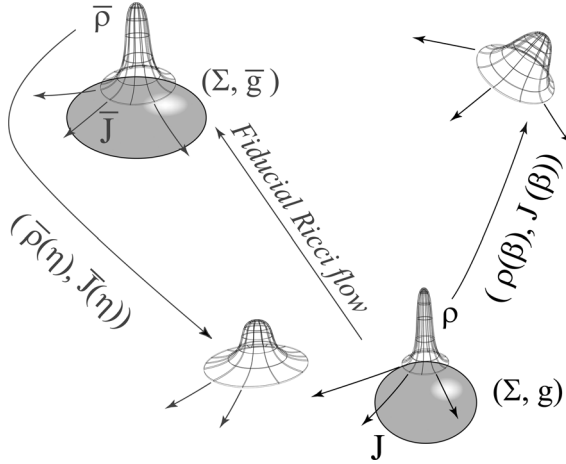 ρ̅
(Σ, g̅)
J̅
Fiducial Ricci flow
(ρ̅(η), J̅(η))
(ρ(β), J(β))
ρ
(Σ, g)
J